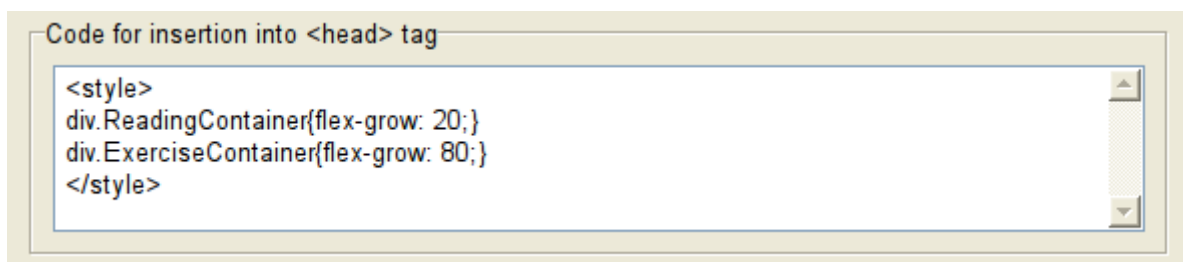 Code for insertion into <head> tag
<style>
div.ReadingContainer{flex-grow: 20;}
div.ExerciseContainer{flex-grow: 80;}
</style>